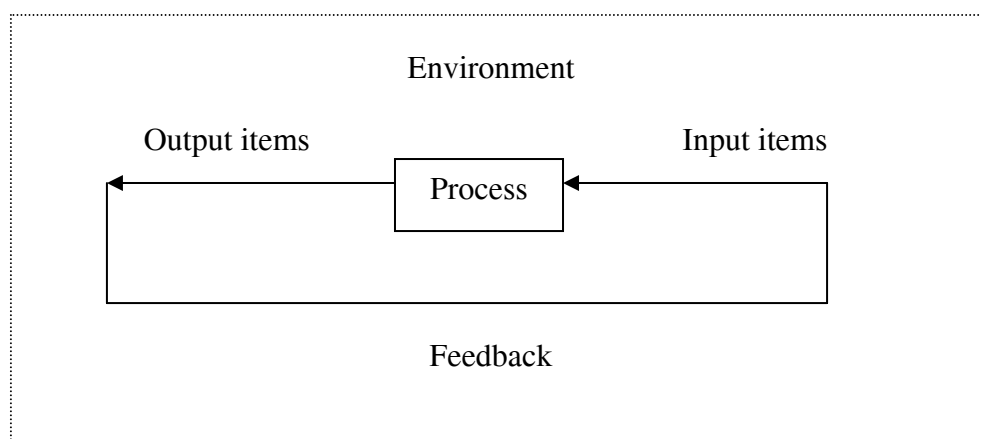 Environment
Output items
Input items
Process
Feedback